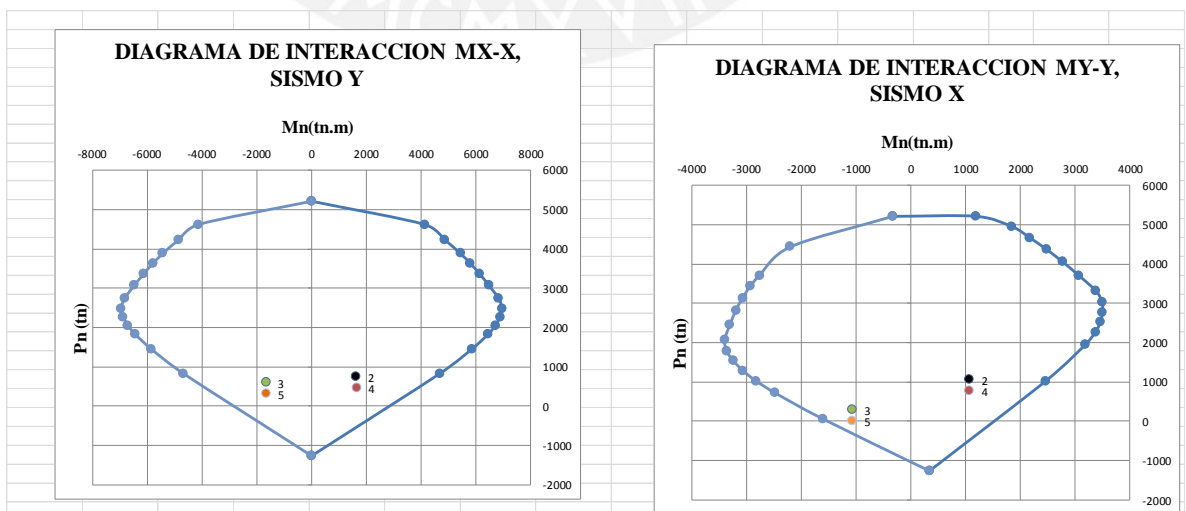 MCMXVII
DIAGRAMA DE INTERACCION MX-X,
SISMO Y
Mn(tn.m)
-8000 -6000 -4000 -2000 0 2000 4000 6000 8000
6000
5000
4000
3000
2000
1000
0
-1000
-2000
Pn (tn)
2
3
4
5
DIAGRAMA DE INTERACCION MY-Y,
SISMO X
Mn(tn.m)
-4000 -3000 -2000 -1000 0 1000 2000 3000 4000
6000
5000
4000
3000
2000
1000
0
-1000
-2000
Pn (tn)
2
3
4
5